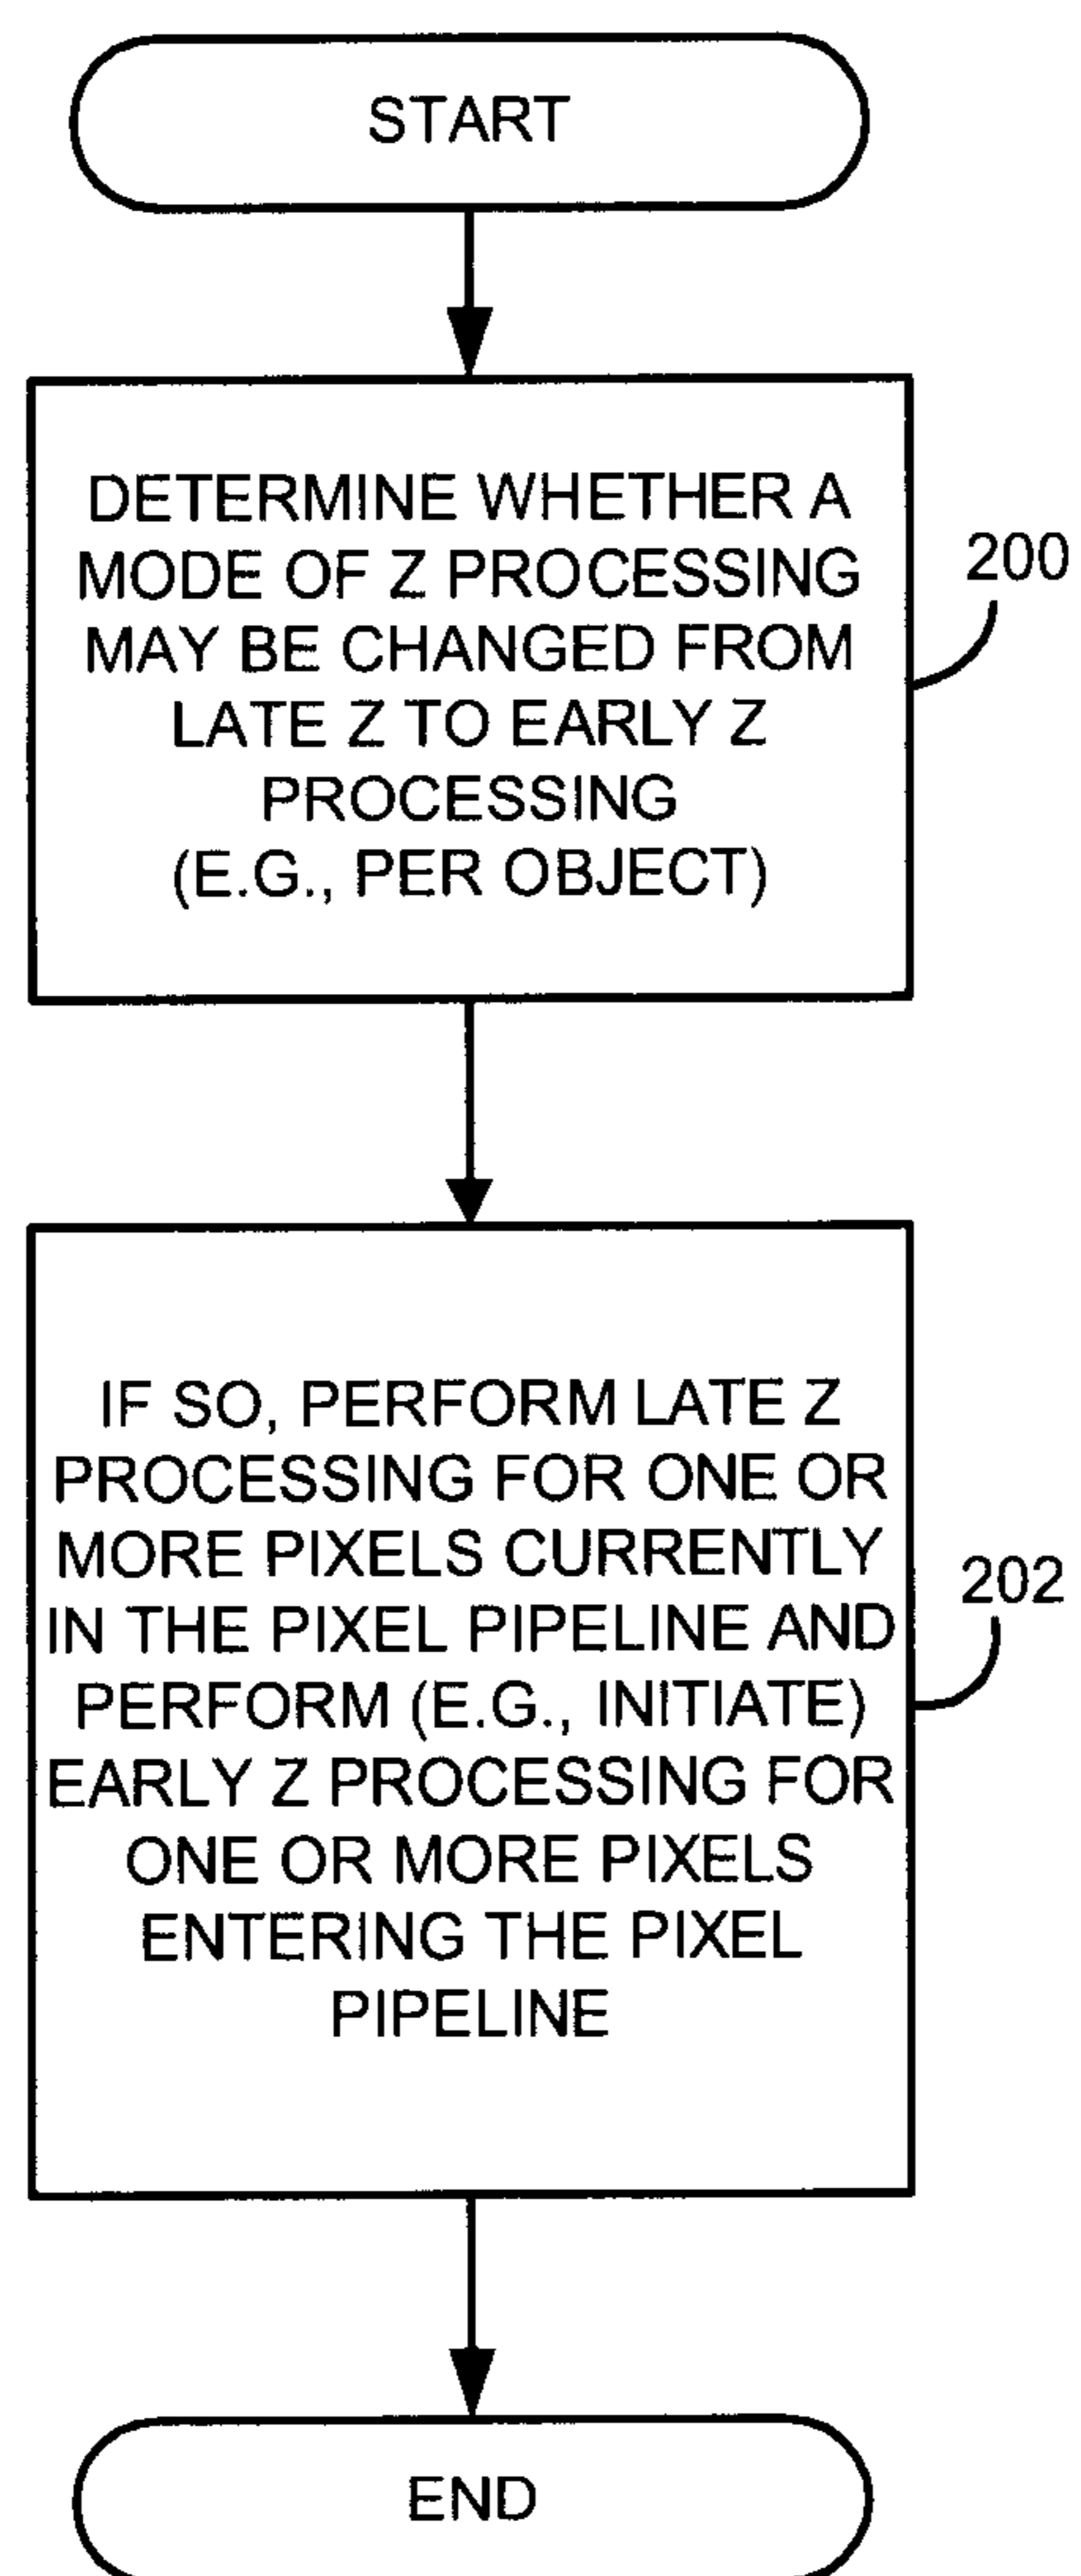 START
DETERMINE WHETHER A
MODE OF Z PROCESSING
MAY BE CHANGED FROM
LATE Z TO EARLY Z
PROCESSING
(E.G., PER OBJECT)
200
IF SO, PERFORM LATE Z
PROCESSING FOR ONE OR
MORE PIXELS CURRENTLY
IN THE PIXEL PIPELINE AND
PERFORM (E.G., INITIATE)
EARLY Z PROCESSING FOR
ONE OR MORE PIXELS
ENTERING THE PIXEL
PIPELINE
202
END